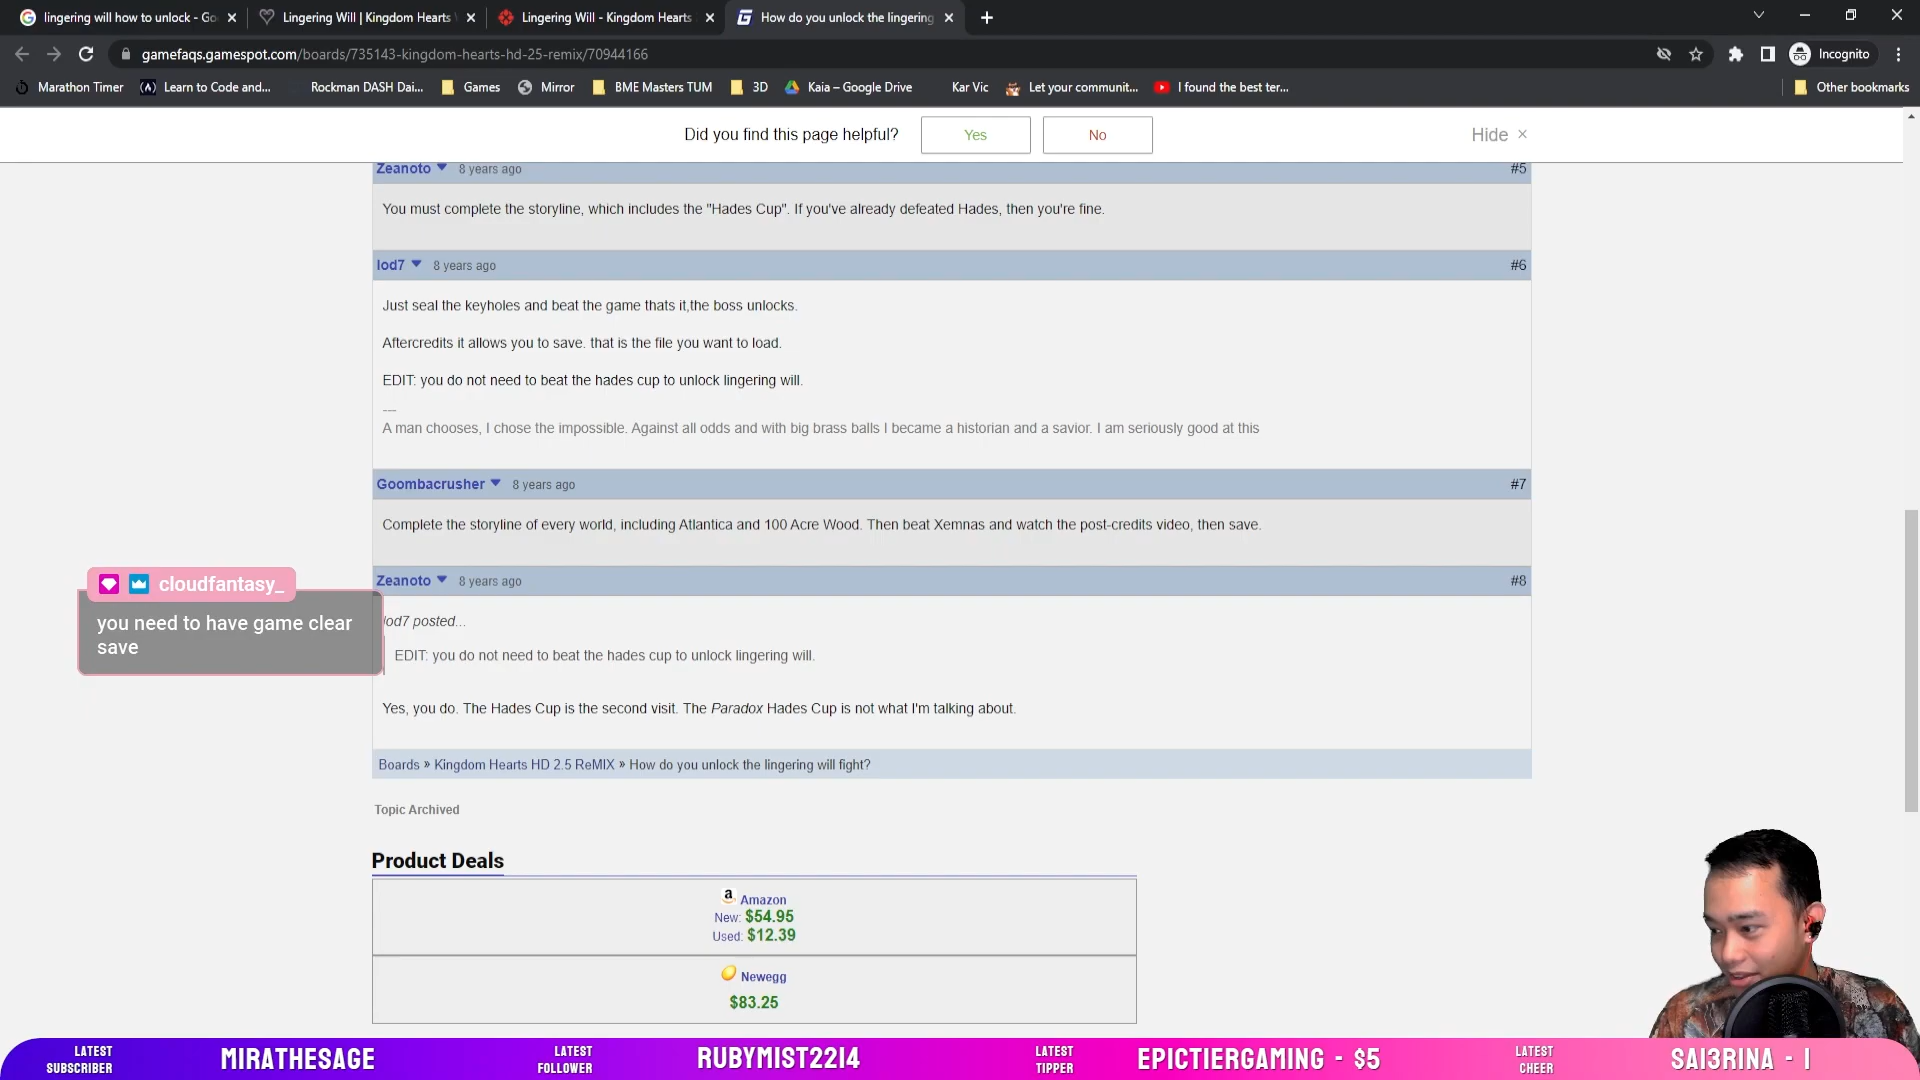 lingering will how to unlock - Go
Lingering Will | Kingdom Hearts
Lingering Will - Kingdom Hearts
How do you unlock the lingering
gamefaqs.gamespot.com/boards/735143-kingdom-hearts-hd-25-remix/70944166
Incognito
Marathon Timer
Learn to Code and...
Rockman DASH Dai...
Games
Mirror
BME Masters TUM
3D
Kaia – Google Drive
Kar Vic
Let your communit...
I found the best ter...
Other bookmarks
Did you find this page helpful?
Yes
No
Hide ×
Zeanoto 8 years ago #5
You must complete the storyline, which includes the "Hades Cup". If you've already defeated Hades, then you're fine.
lod7 8 years ago #6
Just seal the keyholes and beat the game thats it,the boss unlocks.
Aftercredits it allows you to save. that is the file you want to load.
EDIT: you do not need to beat the hades cup to unlock lingering will.
---
A man chooses, I chose the impossible. Against all odds and with big brass balls I became a historian and a savior. I am seriously good at this
Goombacrusher 8 years ago #7
Complete the storyline of every world, including Atlantica and 100 Acre Wood. Then beat Xemnas and watch the post-credits video, then save.
cloudfantasy_
you need to have game clear
save
Zeanoto 8 years ago #8
lod7 posted...
EDIT: you do not need to beat the hades cup to unlock lingering will.
Yes, you do. The Hades Cup is the second visit. The Paradox Hades Cup is not what I'm talking about.
Boards » Kingdom Hearts HD 2.5 ReMIX » How do you unlock the lingering will fight?
Topic Archived
Product Deals
Amazon
New: $54.95
Used: $12.39
Newegg
$83.25
LATEST
SUBSCRIBER
MIRATHESAGE
LATEST
FOLLOWER
RUBYMIST2214
LATEST
TIPPER
EPICTIERGAMING - $5
LATEST
CHEER
SAI3RINA - 1